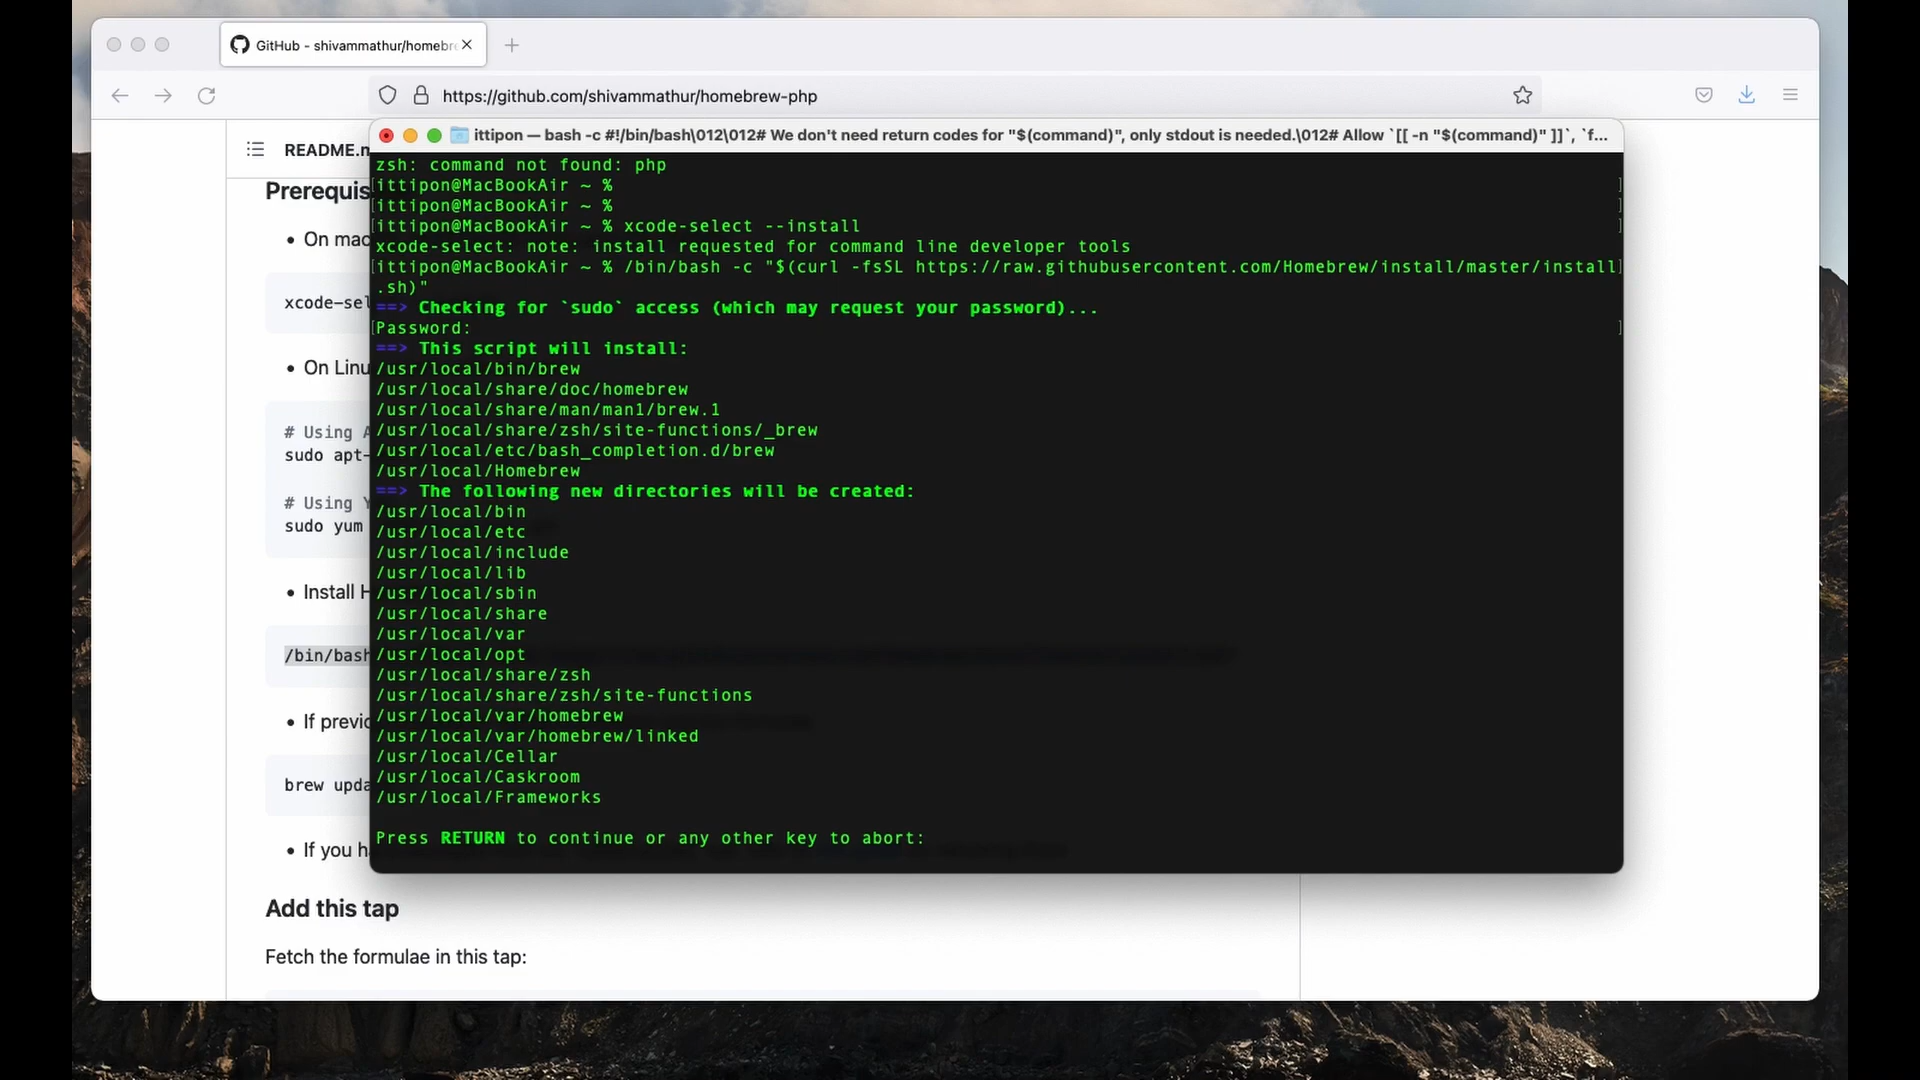 GitHub - shivammathur/homebr
https://github.com/shivammathur/homebrew-php
ittipon — bash -c #!/bin/bash\012\012# We don't need return codes for "$(command)", only stdout is needed.\012# Allow `[[ -n "$(command)" ]]`, `f...
README.m
Prerequis
• On mac
xcode-sel
• On Linu
# Using A
sudo apt-
# Using Y
sudo yum
• Install H
/bin/bash
• If previo
brew upda
• If you ha
Add this tap
Fetch the formulae in this tap:
zsh: command not found: php
ittipon@MacBookAir ~ %
ittipon@MacBookAir ~ %
ittipon@MacBookAir ~ % xcode-select --install
xcode-select: note: install requested for command line developer tools
ittipon@MacBookAir ~ % /bin/bash -c "$(curl -fsSL https://raw.githubusercontent.com/Homebrew/install/master/install
.sh)"
==> Checking for `sudo` access (which may request your password)...
Password:
==> This script will install:
/usr/local/bin/brew
/usr/local/share/doc/homebrew
/usr/local/share/man/man1/brew.1
/usr/local/share/zsh/site-functions/_brew
/usr/local/etc/bash_completion.d/brew
/usr/local/Homebrew
==> The following new directories will be created:
/usr/local/bin
/usr/local/etc
/usr/local/include
/usr/local/lib
/usr/local/sbin
/usr/local/share
/usr/local/var
/usr/local/opt
/usr/local/share/zsh
/usr/local/share/zsh/site-functions
/usr/local/var/homebrew
/usr/local/var/homebrew/linked
/usr/local/Cellar
/usr/local/Caskroom
/usr/local/Frameworks
Press RETURN to continue or any other key to abort: